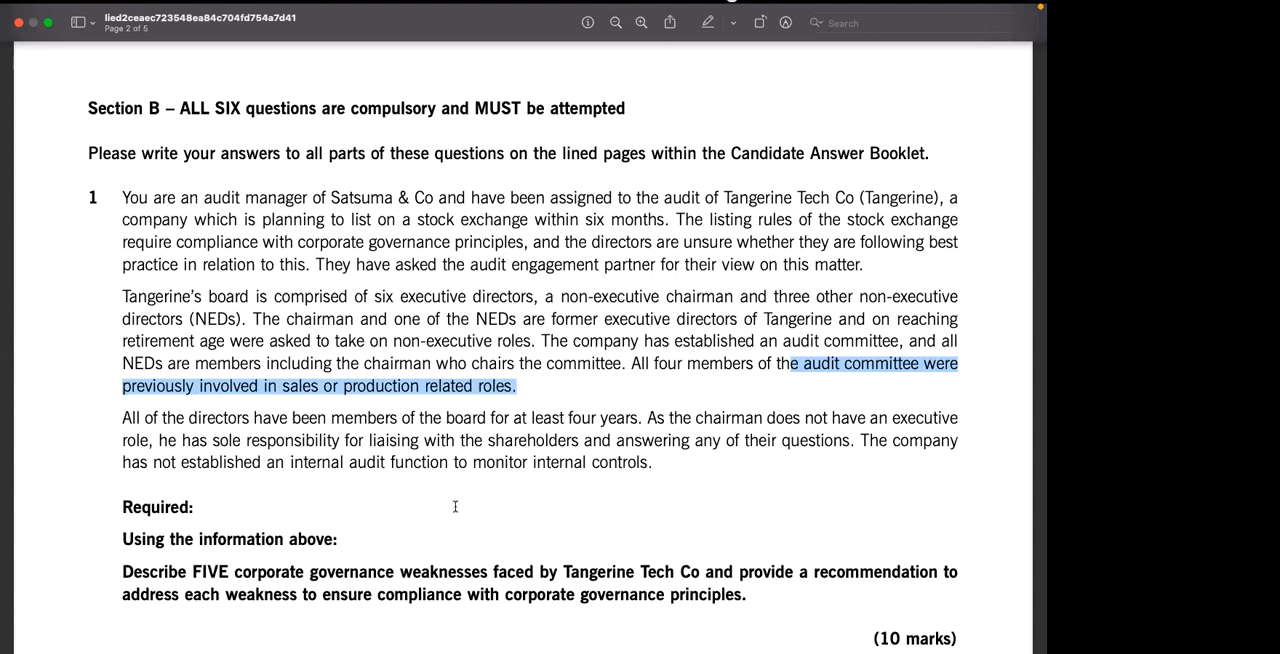 lied2ceaec723548ea84c704fd754a7d41
Page 2 of 5
Search
Section B – ALL SIX questions are compulsory and MUST be attempted
Please write your answers to all parts of these questions on the lined pages within the Candidate Answer Booklet.
1 You are an audit manager of Satsuma & Co and have been assigned to the audit of Tangerine Tech Co (Tangerine), a
company which is planning to list on a stock exchange within six months. The listing rules of the stock exchange
require compliance with corporate governance principles, and the directors are unsure whether they are following best
practice in relation to this. They have asked the audit engagement partner for their view on this matter.
Tangerine's board is comprised of six executive directors, a non-executive chairman and three other non-executive
directors (NEDs). The chairman and one of the NEDs are former executive directors of Tangerine and on reaching
retirement age were asked to take on non-executive roles. The company has established an audit committee, and all
NEDs are members including the chairman who chairs the committee. All four members of the audit committee were
previously involved in sales or production related roles.
All of the directors have been members of the board for at least four years. As the chairman does not have an executive
role, he has sole responsibility for liaising with the shareholders and answering any of their questions. The company
has not established an internal audit function to monitor internal controls.
Required:
Using the information above:
Describe FIVE corporate governance weaknesses faced by Tangerine Tech Co and provide a recommendation to
address each weakness to ensure compliance with corporate governance principles.
(10 marks)